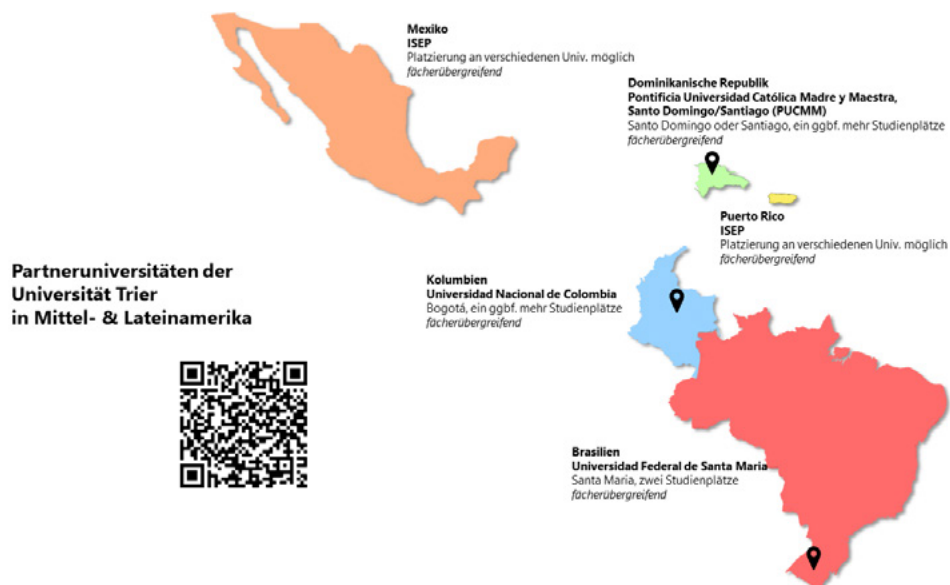 Mexiko
ISEP
Platzierung an verschiedenen Univ. möglich
fächerübergreifend
Dominikanische Republik
Pontificia Universidad Católica Madre y Maestra,
Santo Domingo/Santiago (PUCMM)
Santo Domingo oder Santiago, ein ggbf. mehr Studienplätze
fächerübergreifend
Puerto Rico
ISEP
Platzierung an verschiedenen Univ. möglich
fächerübergreifend
Partneruniversitäten der
Universität Trier
in Mittel- & Lateinamerika
Kolumbien
Universidad Nacional de Colombia
Bogotá, ein ggbf. mehr Studienplätze
fächerübergreifend
Brasilien
Universidad Federal de Santa Maria
Santa Maria, zwei Studienplätze
fächerübergreifend